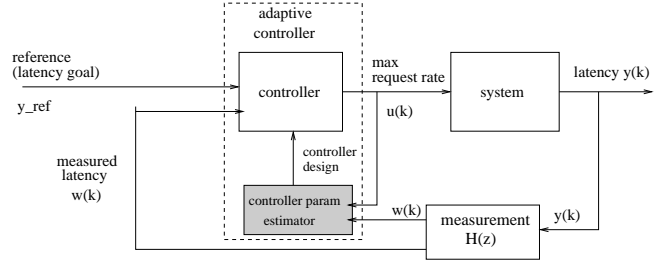 adaptive
controller
reference
(latency goal)
y_ref
controller
max
request rate
u(k)
system
latency y(k)
measured
latency
w(k)
controller
design
controller param
estimator
w(k)
measurement
H(z)
y(k)